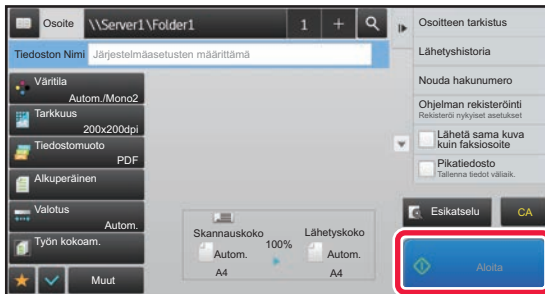 Osoite \\Server1\Folder1 1 +
Tiedoston Nimi Järjestelmäasetusten määrittämä
Väritila
Autom./Mono2
Tarkkuus
200x200dpi
Tiedostomuoto
PDF
Alkuperäinen
Valotus
Autom.
Työn kokoam.
Muut
Skannauskoko
Autom.
A4
100%
Lähetyskoko
Autom.
A4
Osoitteen tarkistus
Lähetyshistoria
Nouda hakunumero
Ohjelman rekisteröinti
Rekisteröi nykyiset asetukset
Lähetä sama kuva
kuin faksiosoite
Pikatiedosto
Tallenna tiedot väliaik.
Esikatselu
CA
Aloita